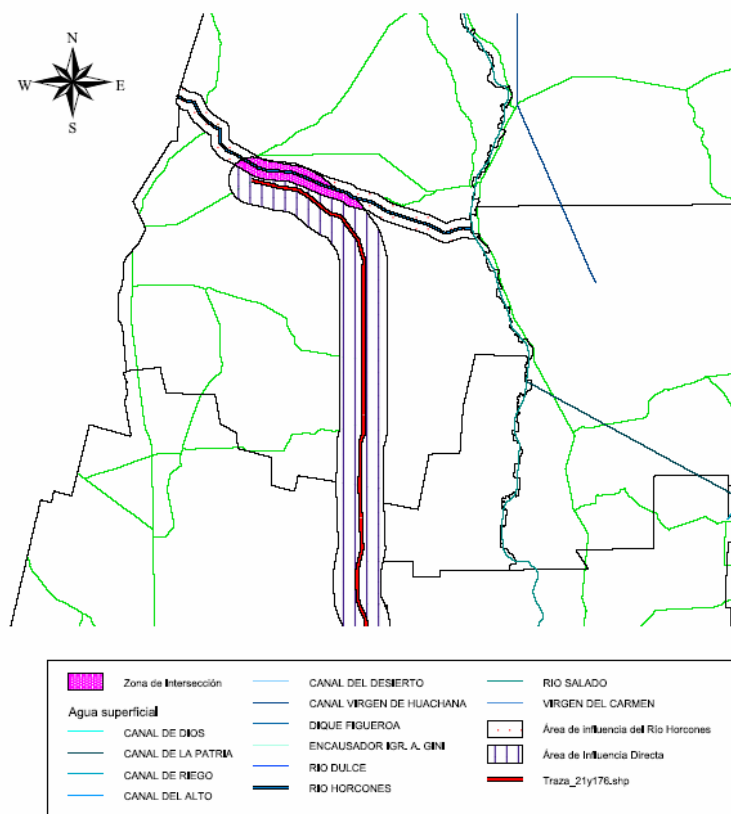 N
W
E
S
Zona de Intersección
Agua superficial
CANAL DE DIOS
CANAL DE LA PATRIA
CANAL DE RIEGO
CANAL DEL ALTO
CANAL DEL DESIERTO
CANAL VIRGEN DE HUACHANA
DIQUE FIGUEROA
ENCAUSADOR IGR. A. GINI
RIO DULCE
RIO HORCONES
RIO SALADO
VIRGEN DEL CARMEN
Área de influencia del Río Horcones
Área de Influencia Directa
Traza_21y176.shp